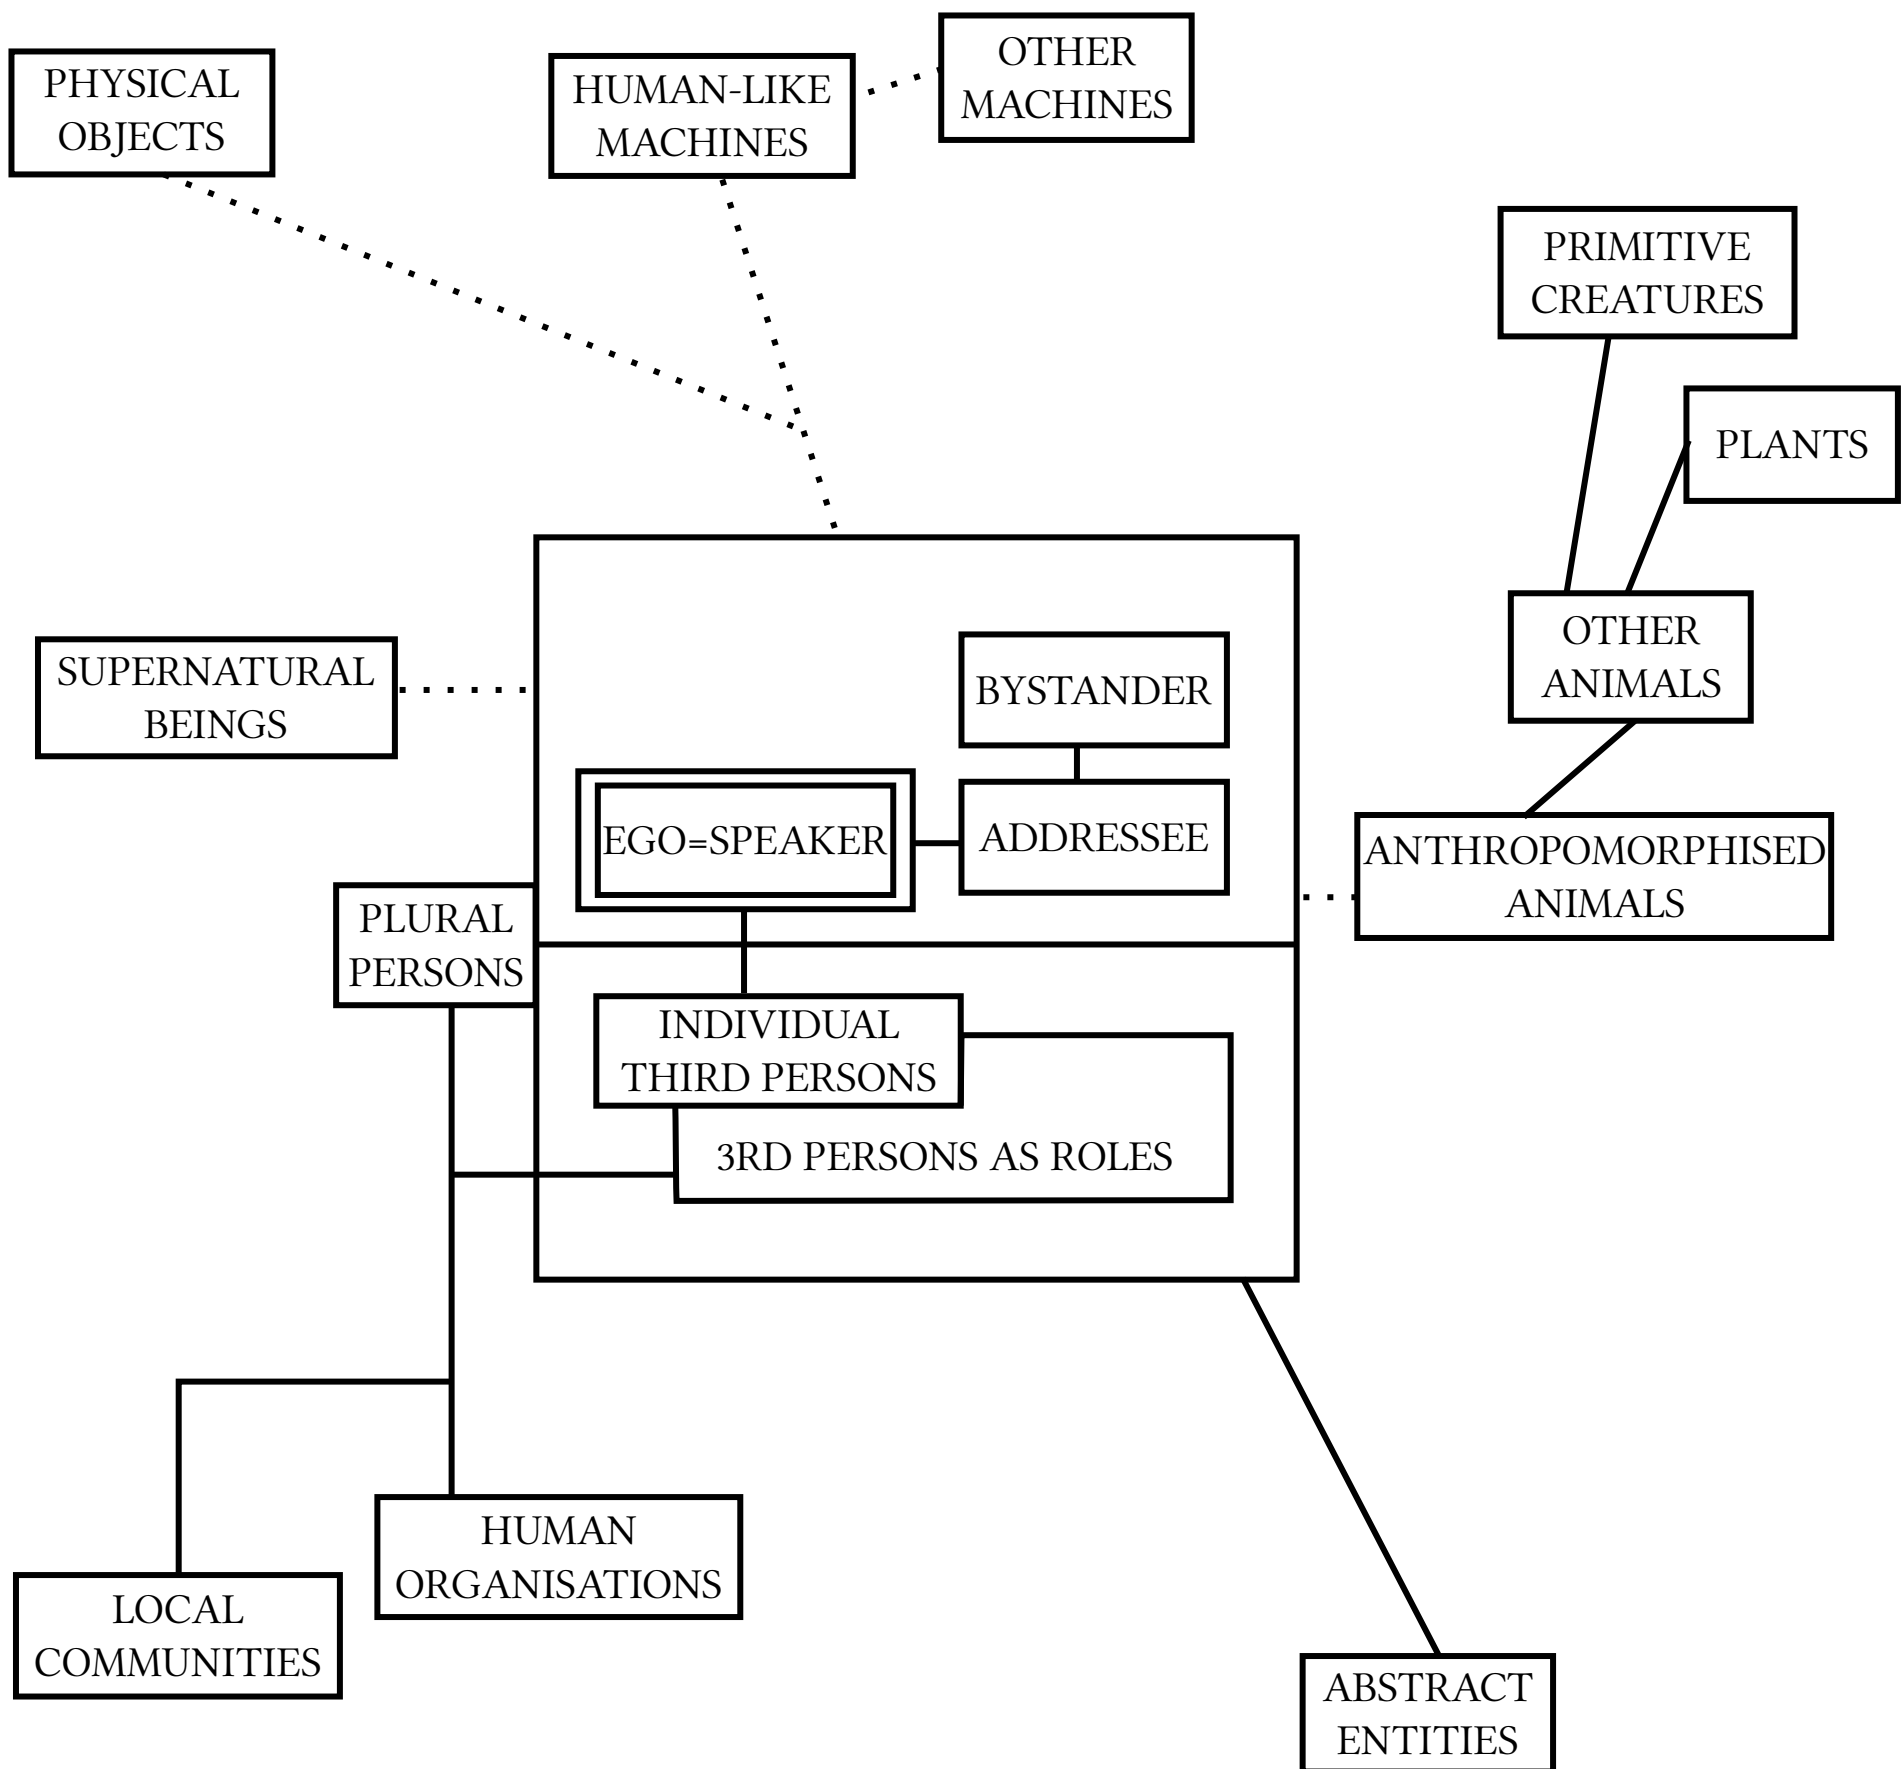 PHYSICAL
OBJECTS
HUMAN-LIKE
MACHINES
OTHER
MACHINES
PRIMITIVE
CREATURES
PLANTS
OTHER
ANIMALS
SUPERNATURAL
BEINGS
BYSTANDER
EGO=SPEAKER
ADDRESSEE
ANTHROPOMORPHISED
ANIMALS
PLURAL
PERSONS
INDIVIDUAL
THIRD PERSONS
3RD PERSONS AS ROLES
HUMAN
ORGANISATIONS
LOCAL
COMMUNITIES
ABSTRACT
ENTITIES